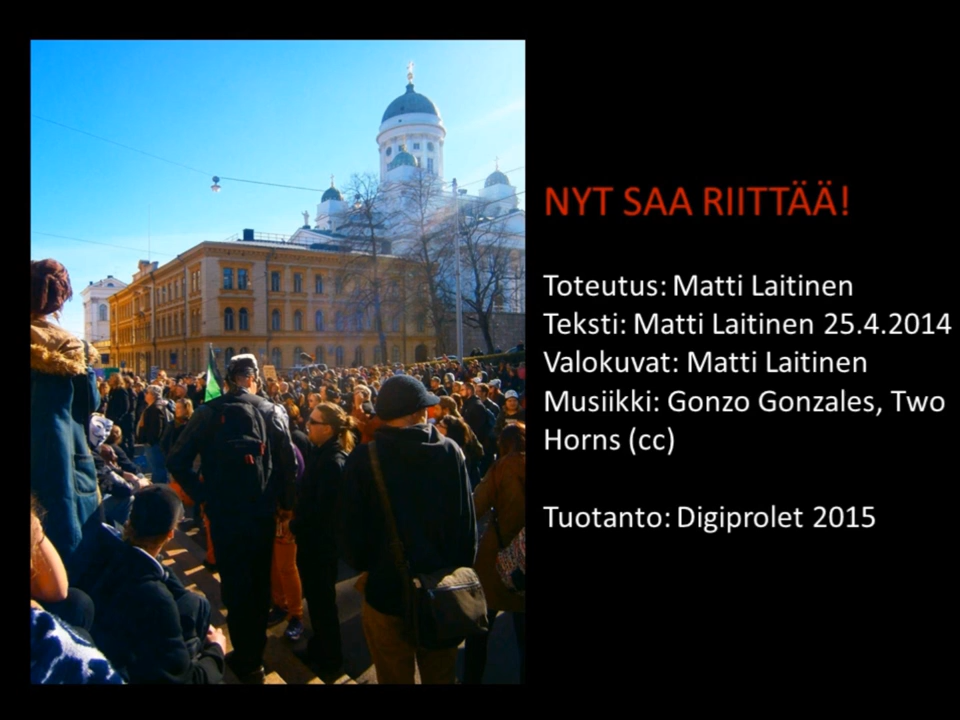 NYT SAA RIITTÄÄ!
Toteutus: Matti Laitinen
Teksti: Matti Laitinen 25.4.2014
Valokuvat: Matti Laitinen
Musiikki: Gonzo Gonzales, Two
Horns (cc)
Tuotanto: Digiprolet 2015